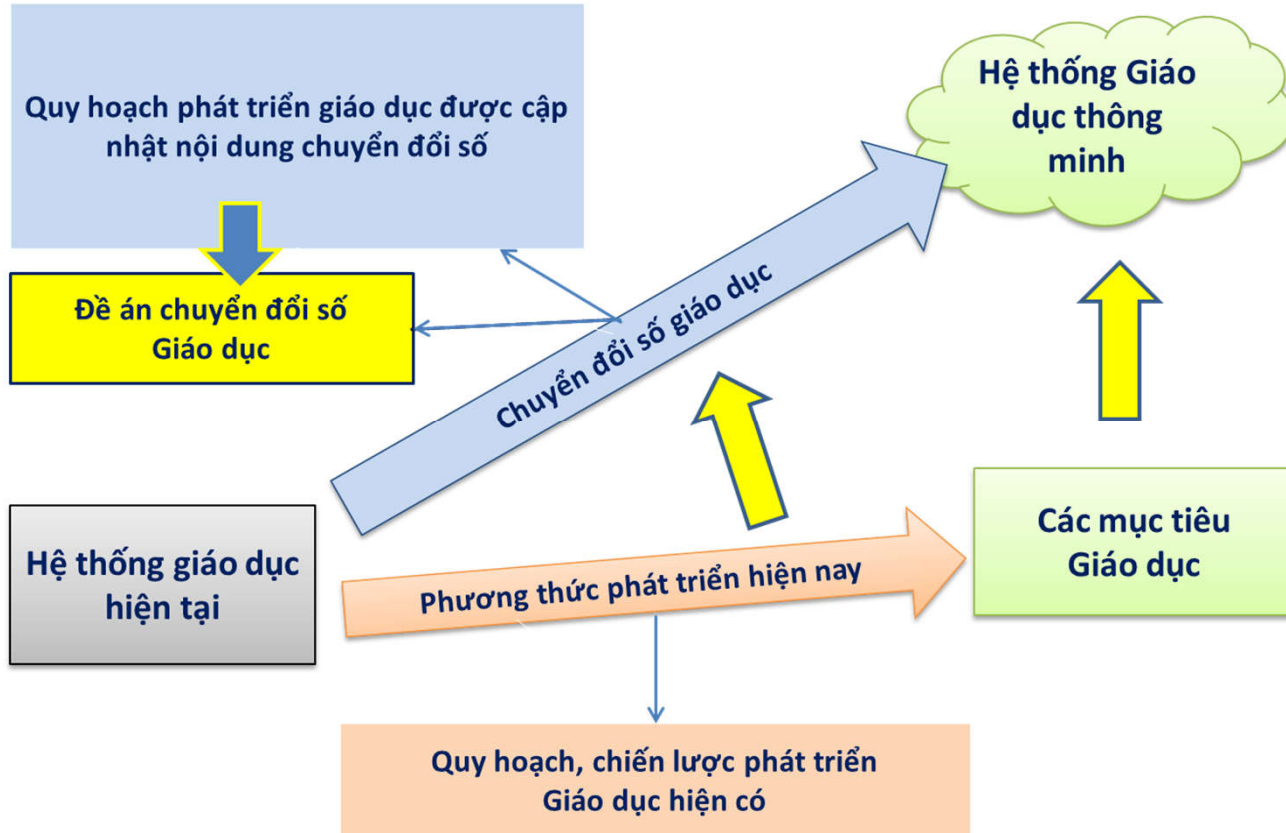 Quy hoạch phát triển giáo dục được cập
nhật nội dung chuyển đổi số
Hệ thống Giáo
dục thông
minh
Đề án chuyển đổi số
Giáo dục
Chuyển đổi số giáo dục
Hệ thống giáo dục
hiện tại
Phương thức phát triển hiện nay
Các mục tiêu
Giáo dục
Quy hoạch, chiến lược phát triển
Giáo dục hiện có